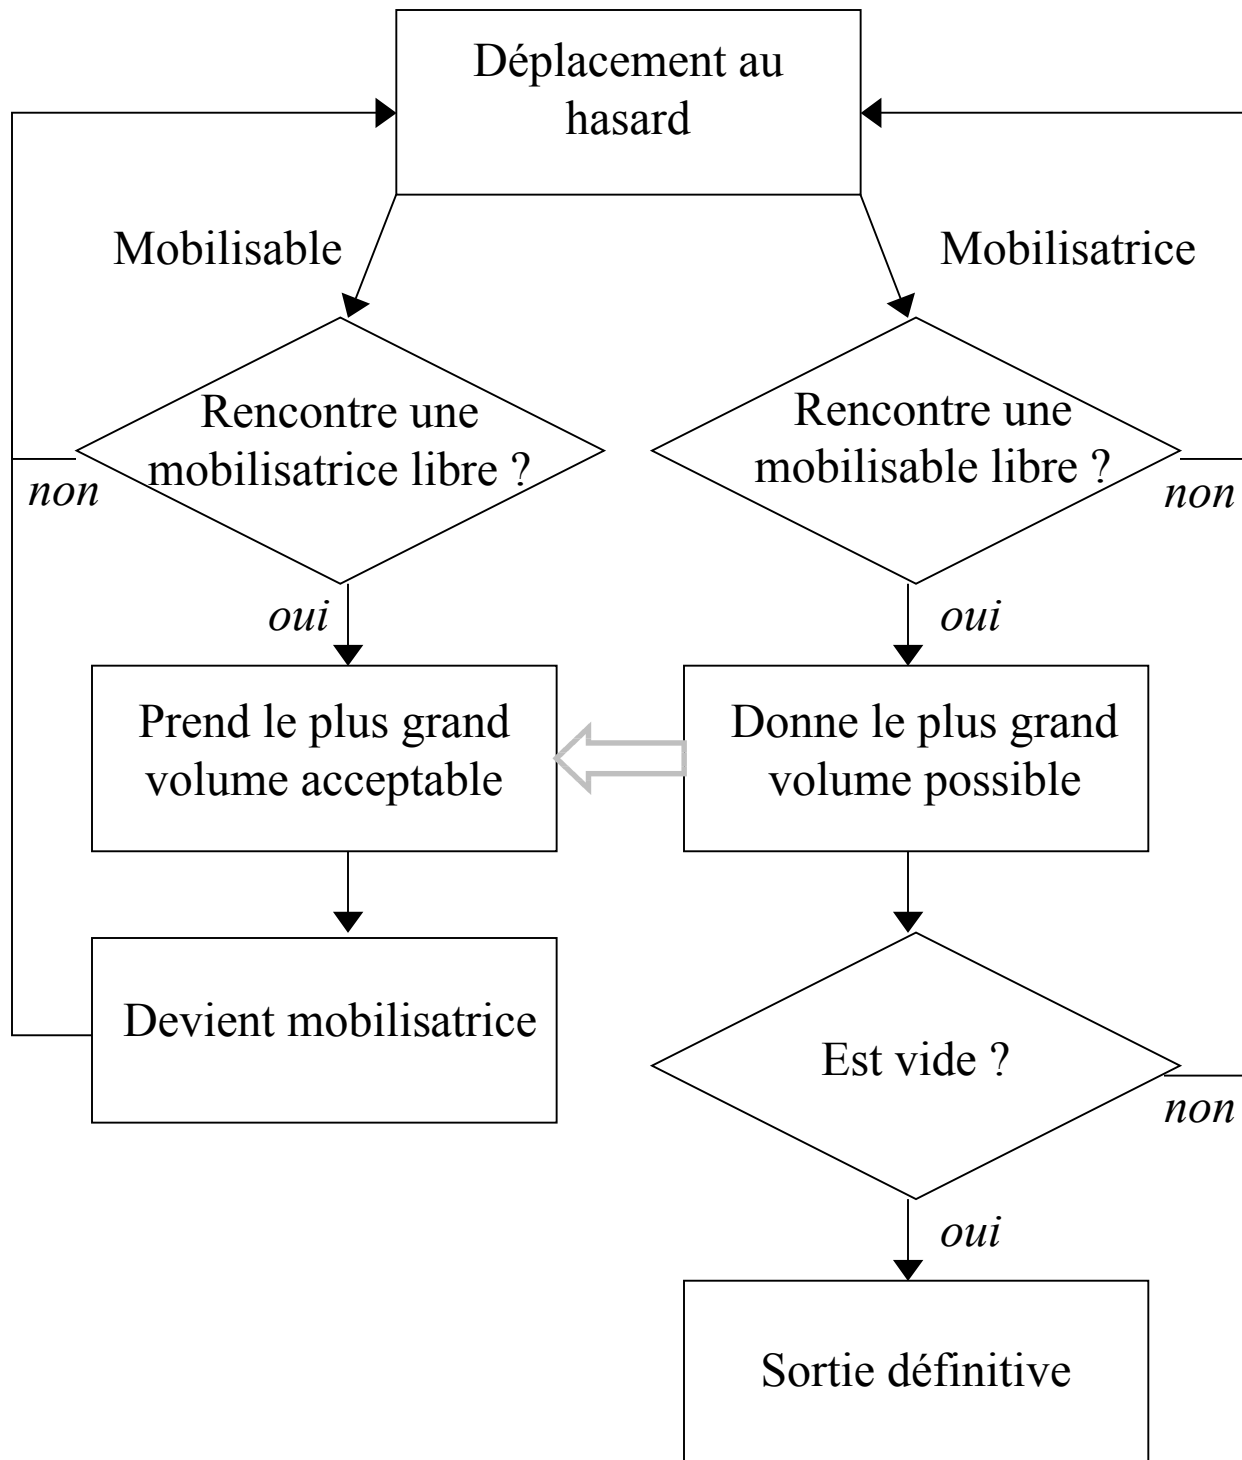 Déplacement au
hasard
Mobilisable
Mobilisatrice
Rencontre une
mobilisatrice libre ?
Rencontre une
mobilisable libre ?
non
non
oui
oui
Prend le plus grand
volume acceptable
Donne le plus grand
volume possible
Devient mobilisatrice
Est vide ?
non
oui
Sortie définitive